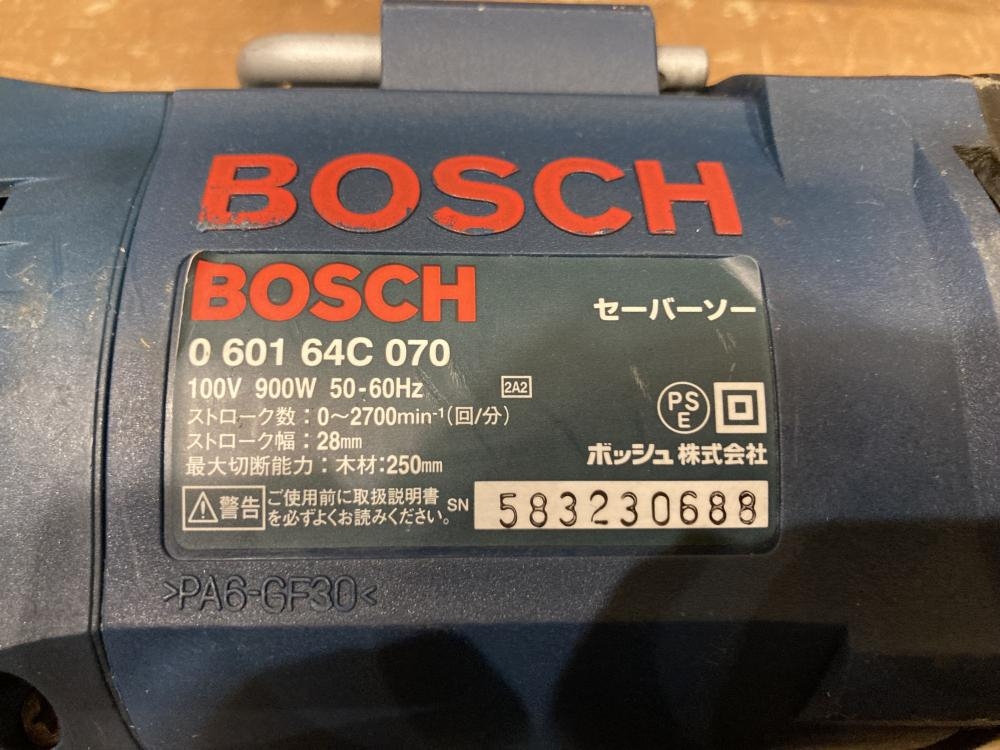 BOSCH
BOSCH
セーバーソー
0 601 64C 070
100V 900W 50-60Hz
2A2
ストローク数：0～2700min⁻¹（回/分）
ストローク幅：28mm
最大切断能力：木材：250mm
PSE
ボッシュ株式会社
警告
ご使用前に取扱説明書
を必ずよくお読みください。
SN 583230688
>PA6-GF30<